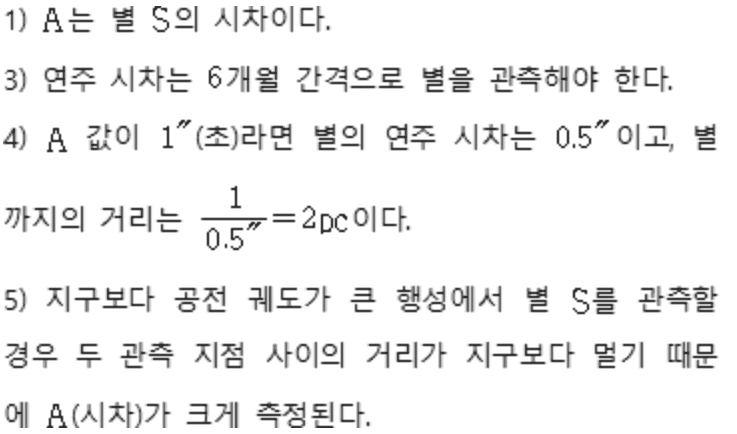 1) A는 별 S의 시차이다.
3) 연주 시차는 6개월 간격으로 별을 관측해야 한다.
4) A 값이 1″(초)라면 별의 연주 시차는 0.5″이고, 별
까지의 거리는 1/0.5″=2pc이다.
5) 지구보다 공전 궤도가 큰 행성에서 별 S를 관측할
경우 두 관측 지점 사이의 거리가 지구보다 멀기 때문
에 A(시차)가 크게 측정된다.